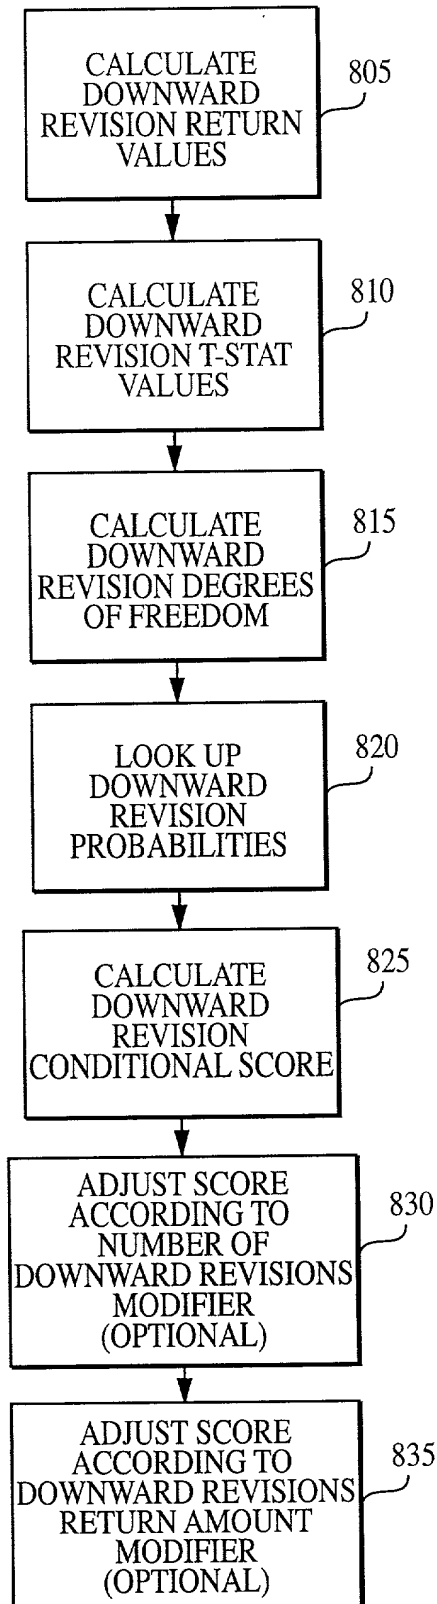 CALCULATE
DOWNWARD
REVISION RETURN
VALUES
805
CALCULATE
DOWNWARD
REVISION T-STAT
VALUES
810
CALCULATE
DOWNWARD
REVISION DEGREES
OF FREEDOM
815
LOOK UP
DOWNWARD
REVISION
PROBABILITIES
820
CALCULATE
DOWNWARD
REVISION
CONDITIONAL SCORE
825
ADJUST SCORE
ACCORDING TO
NUMBER OF
DOWNWARD REVISIONS
MODIFIER
(OPTIONAL)
830
ADJUST SCORE
ACCORDING TO
DOWNWARD REVISIONS
RETURN AMOUNT
MODIFIER
(OPTIONAL)
835